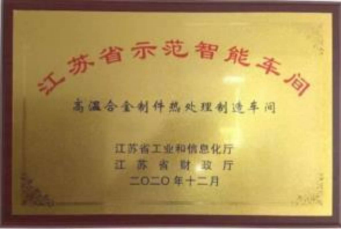 江苏省示范智能车间
高温合金制件热处理制造车间
江苏省工业和信息化厅
江苏省财政厅
二〇二〇年十二月